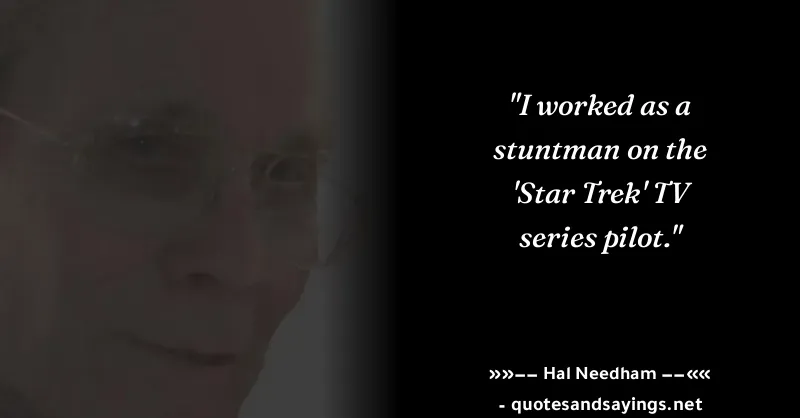 "I worked as a
stuntman on the
'Star Trek' TV
series pilot."
»»–– Hal Needham ––««
- quotesandsayings.net